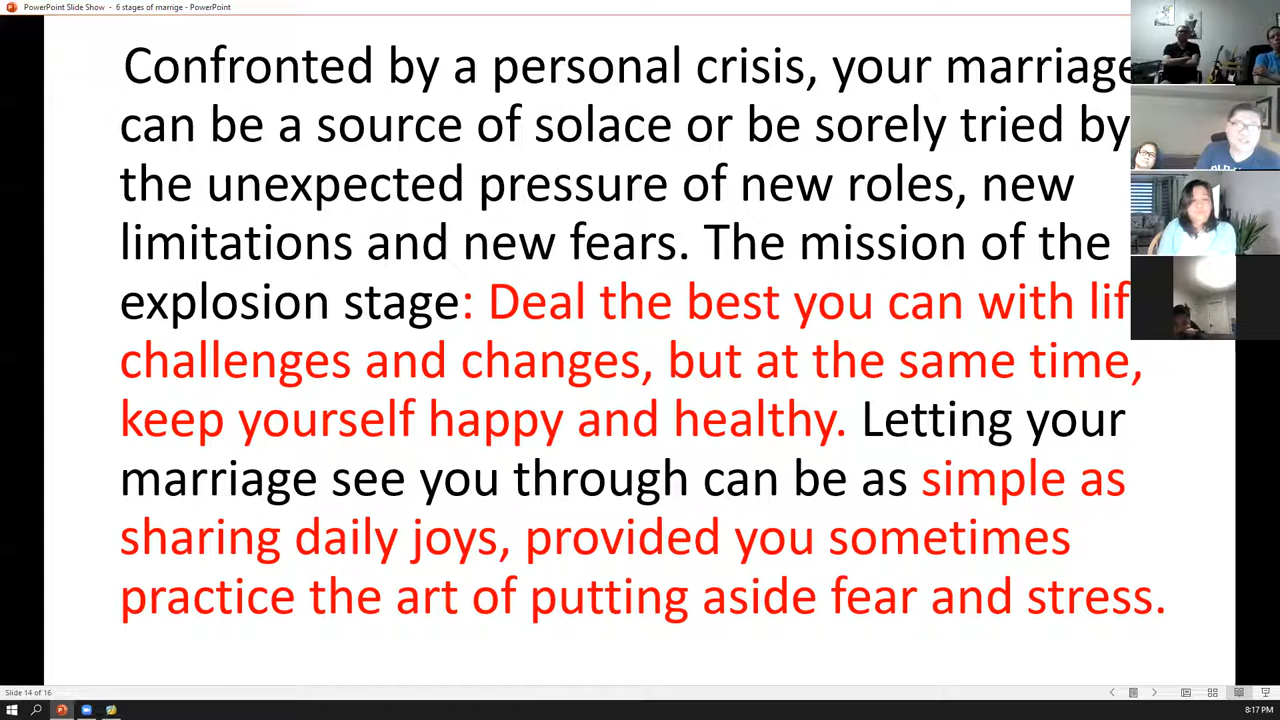 PowerPoint Slide Show - 6 stages of marrige - PowerPoint
Confronted by a personal crisis, your marriage
can be a source of solace or be sorely tried by
the unexpected pressure of new roles, new
limitations and new fears. The mission of the
explosion stage: Deal the best you can with lif
challenges and changes, but at the same time,
keep yourself happy and healthy. Letting your
marriage see you through can be as simple as
sharing daily joys, provided you sometimes
practice the art of putting aside fear and stress.
Slide 14 of 16
8:17 PM